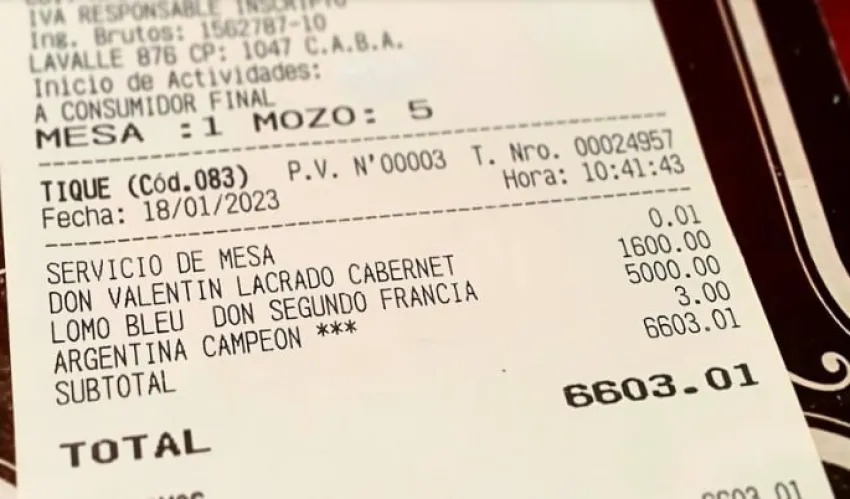 IVA RESPONSABLE INSCRIPTO
Ing. Brutos: 1562787-10
LAVALLE 876 CP: 1047 C.A.B.A.
Inicio de Actividades:
A CONSUMIDOR FINAL
MESA :1 MOZO: 5
TIQUE (Cód.083) P.V. N'00003 T. Nro. 00024957
Fecha: 18/01/2023 Hora: 10:41:43
SERVICIO DE MESA 0.01
DON VALENTIN LACRADO CABERNET 1600.00
LOMO BLEU DON SEGUNDO FRANCIA 5000.00
ARGENTINA CAMPEON *** 3.00
SUBTOTAL 6603.01
TOTAL 6603.01
6603.01